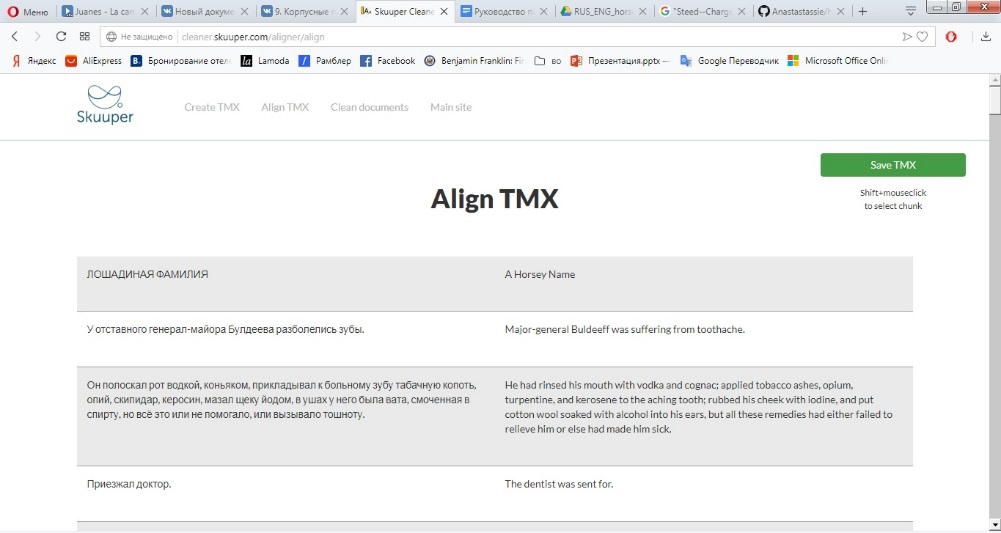 Меню
Juanes – La cam
Новый докуме
9. Корпусные п
Skuuper Cleane
Руководство п
RUS_ENG_hors
"Steed--Charg
Anastastassie/h
Не защищено cleaner.skuuper.com/aligner/align
Яндекс
AliExpress
Бронирование отел
Lamoda
Рамблер
Facebook
Benjamin Franklin: Fir
во
Презентация.pptx —
Google Переводчик
Microsoft Office Onli
Skuuper
Create TMX
Align TMX
Clean documents
Main site
Save TMX
Shift+mouseclick
to select chunk
Align TMX
ЛОШАДИНАЯ ФАМИЛИЯ
A Horsey Name
У отставного генерал-майора Булдеева разболелись зубы.
Major-general Buldeeff was suffering from toothache.
Он полоскал рот водкой, коньяком, прикладывал к больному зубу табачную копоть,
опий, скипидар, керосин, мазал щеку йодом, в ушах у него была вата, смоченная в
спирту, но всё это или не помогало, или вызывало тошноту.
He had rinsed his mouth with vodka and cognac; applied tobacco ashes, opium,
turpentine, and kerosene to the aching tooth; rubbed his cheek with iodine, and put
cotton wool soaked with alcohol into his ears, but all these remedies had either failed to
relieve him or else had made him sick.
Приезжал доктор.
The dentist was sent for.